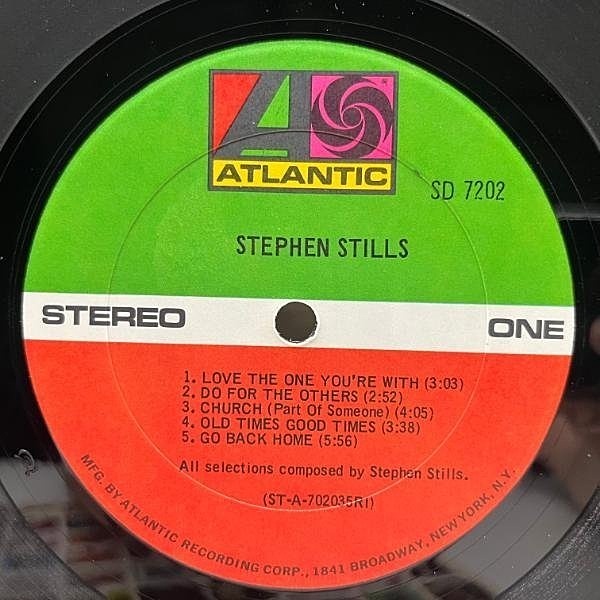 ATLANTIC
SD 7202
STEPHEN STILLS
STEREO
ONE
1. LOVE THE ONE YOU'RE WITH (3:03)
2. DO FOR THE OTHERS (2:52)
3. CHURCH (Part Of Someone) (4:05)
4. OLD TIMES GOOD TIMES (3:38)
5. GO BACK HOME (5:56)
All selections composed by Stephen Stills.
(ST-A-702035RI)
MFG. BY ATLANTIC RECORDING CORP., 1841 BROADWAY, NEW YORK, N.Y.